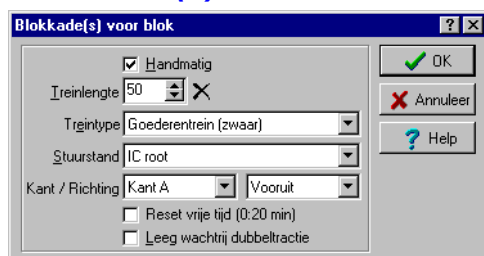 Blokkade(s) voor blok
Handmatig
OK
Treinlengte 50
Annuleer
Treintype Goederentrein (zwaar)
Help
Stuurstand IC root
Kant / Richting Kant A Vooruit
Reset vrije tijd (0:20 min)
Leeg wachtrij dubbeltractie